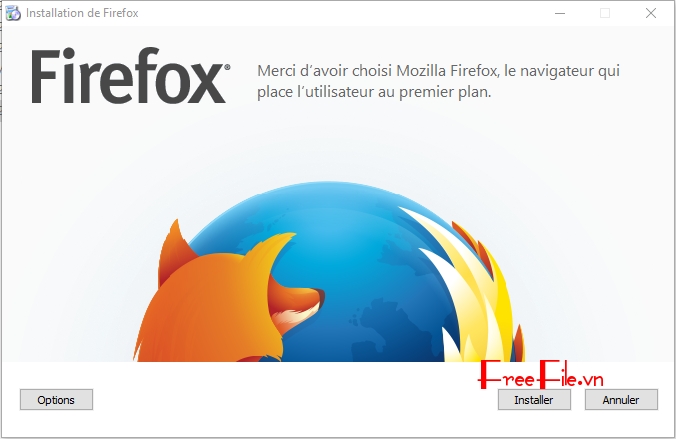 Installation de Firefox
Firefox®
Merci d’avoir choisi Mozilla Firefox, le navigateur qui
place l’utilisateur au premier plan.
FreeFile.vn
Options
Installer
Annuler